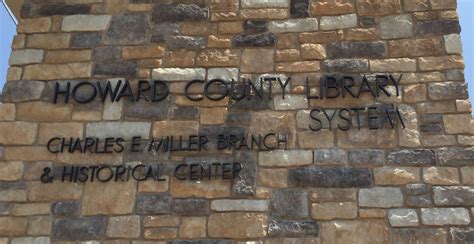 HOWARD COUNTY LIBRARY
SYSTEM
CHARLES E. MILLER BRANCH
& HISTORICAL CENTER